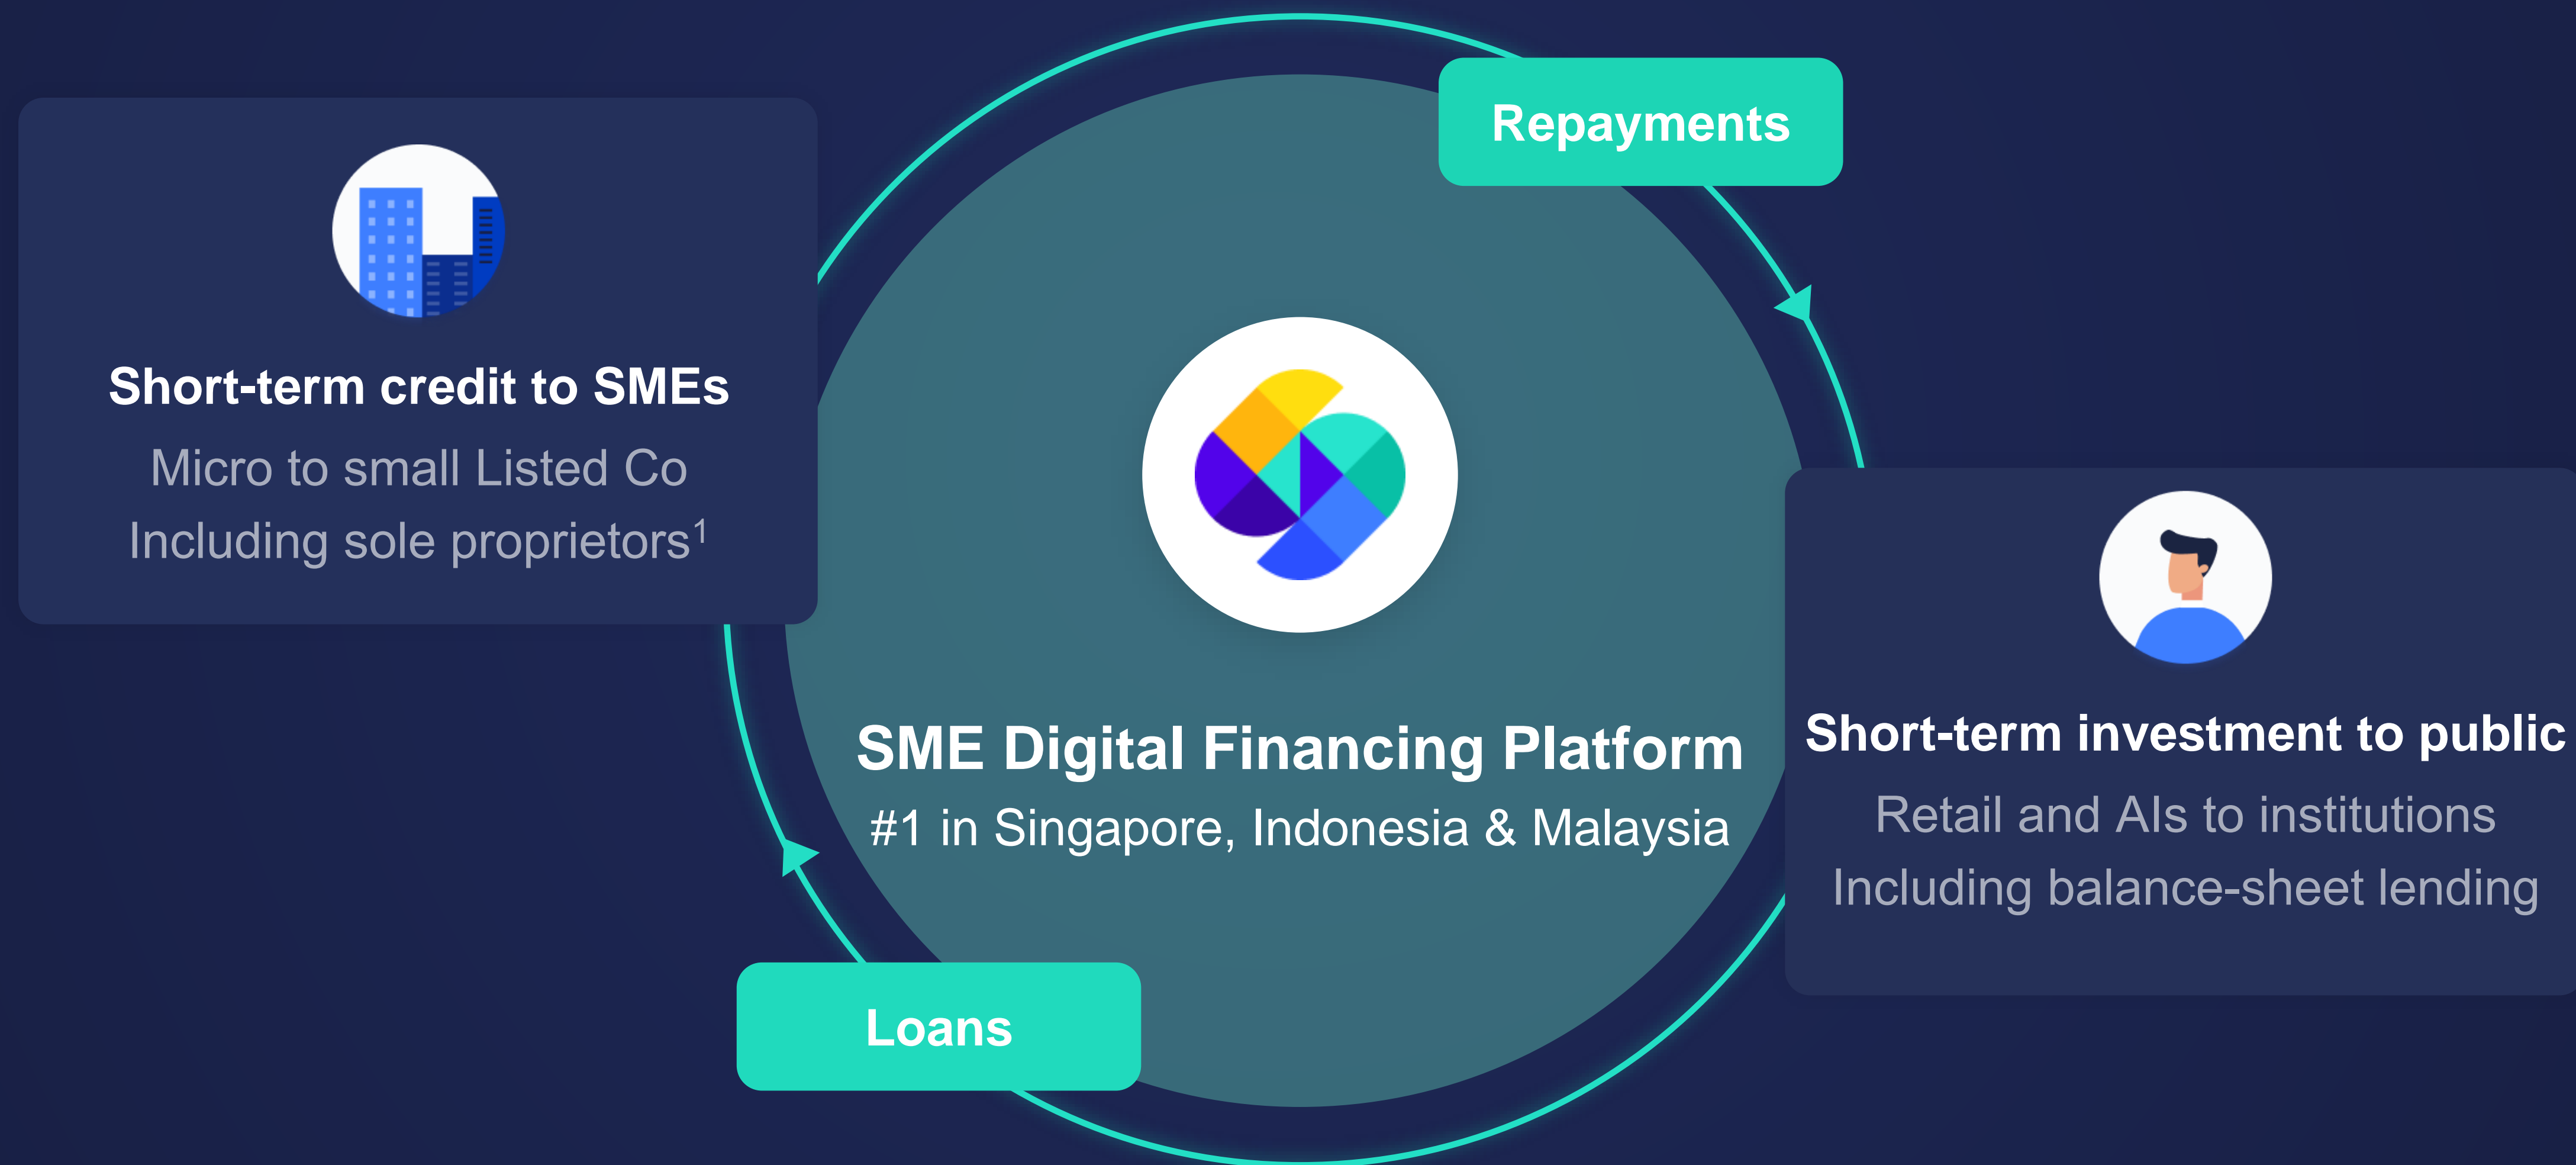 Repayments
Short-term credit to SMEs
Micro to small Listed Co
Including sole proprietors¹
SME Digital Financing Platform
#1 in Singapore, Indonesia & Malaysia
Short-term investment to public
Retail and AIs to institutions
Including balance-sheet lending
Loans